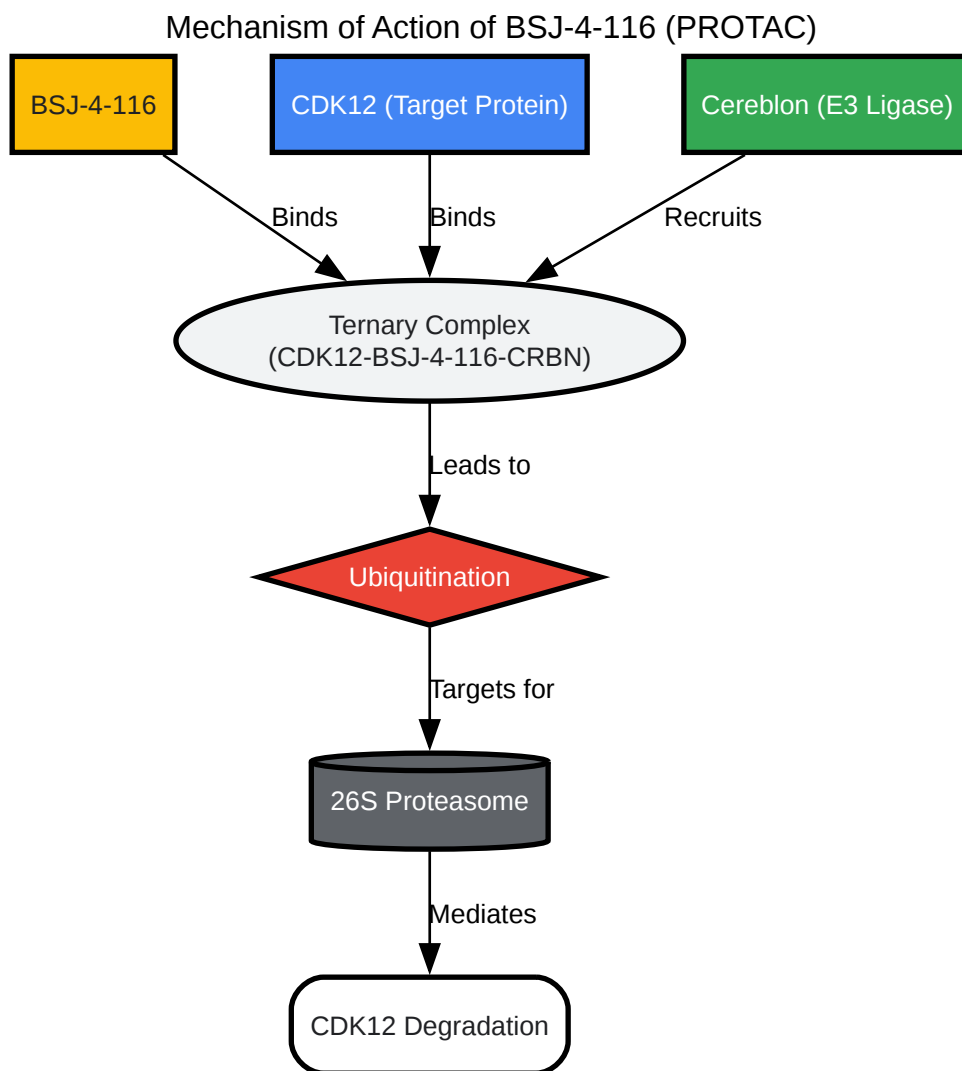 Mechanism of Action of BSJ-4-116 (PROTAC)
BSJ-4-116
CDK12 (Target Protein)
Cereblon (E3 Ligase)
Binds
Binds
Recruits
Ternary Complex
(CDK12-BSJ-4-116-CRBN)
Leads to
Ubiquitination
Targets for
26S Proteasome
Mediates
CDK12 Degradation